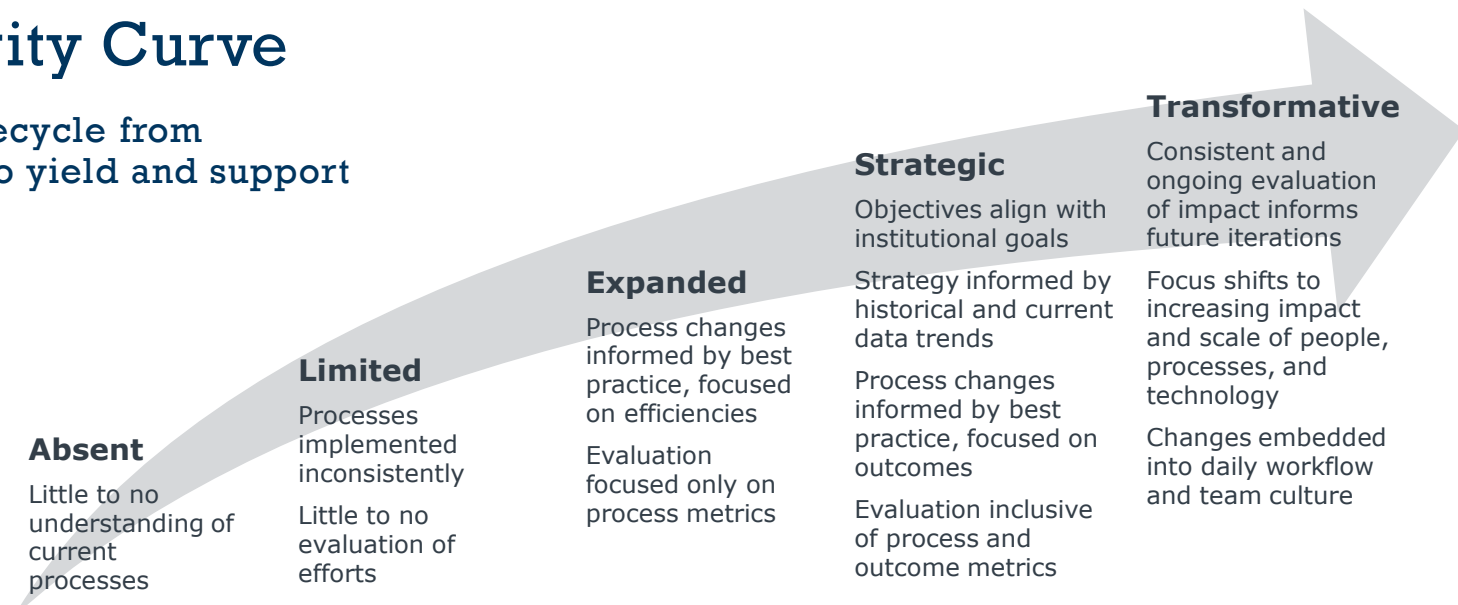 rity Curve
ecycle from
o yield and support
Absent
Little to no
understanding of
current
processes
Limited
Processes
implemented
inconsistently
Little to no
evaluation of
efforts
Expanded
Process changes
informed by best
practice, focused
on efficiencies
Evaluation
focused only on
process metrics
Strategic
Objectives align with
institutional goals
Strategy informed by
historical and current
data trends
Process changes
informed by best
practice, focused on
outcomes
Evaluation inclusive
of process and
outcome metrics
Transformative
Consistent and
ongoing evaluation
of impact informs
future iterations
Focus shifts to
increasing impact
and scale of people,
processes, and
technology
Changes embedded
into daily workflow
and team culture